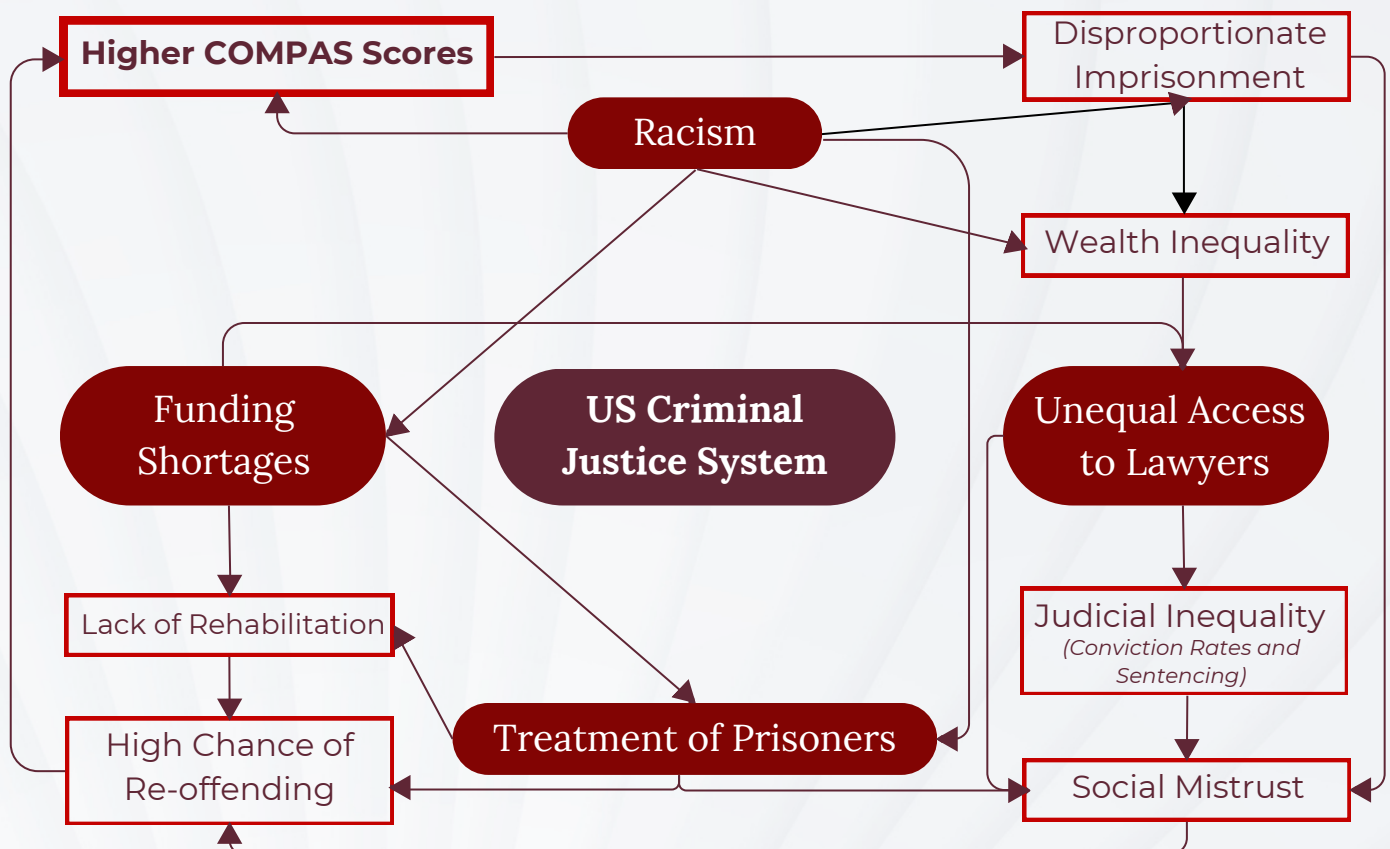 Higher COMPAS Scores
Disproportionate
Imprisonment
Racism
Wealth Inequality
Funding
Shortages
US Criminal
Justice System
Unequal Access
to Lawyers
Lack of Rehabilitation
Judicial Inequality
(Conviction Rates and
Sentencing)
High Chance of
Re-offending
Treatment of Prisoners
Social Mistrust